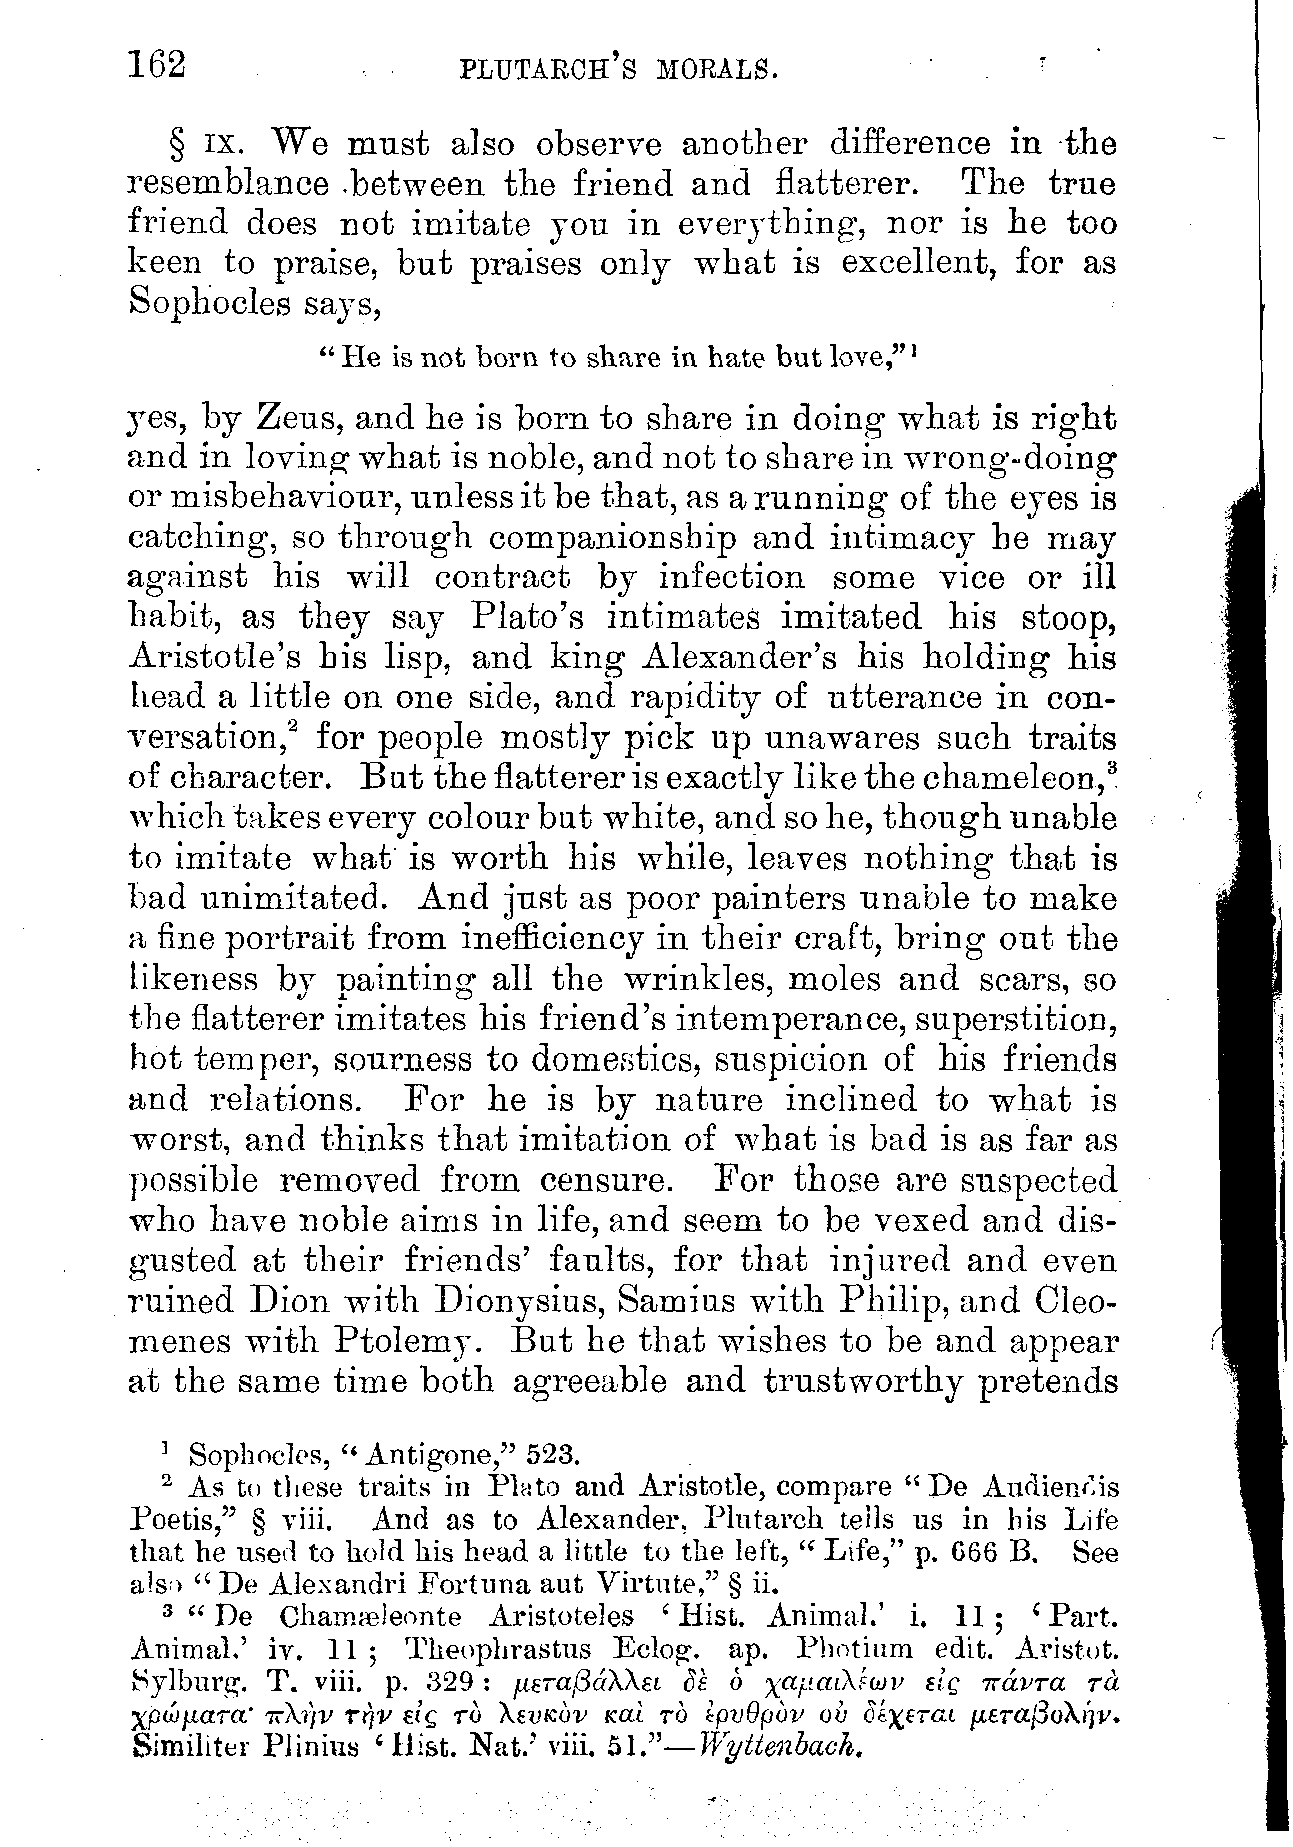 162 PLUTARCH'S MORALS.
§ IX. We must also observe another difference in the
resemblance between the friend and flatterer. The true
friend does not imitate you in everything, nor is he too
keen to praise, but praises only what is excellent, for as
Sophocles says,
“He is not born to share in hate but love,”¹
yes, by Zeus, and he is born to share in doing what is right
and in loving what is noble, and not to share in wrong-doing
or misbehaviour, unless it be that, as a running of the eyes is
catching, so through companionship and intimacy he may
against his will contract by infection some vice or ill
habit, as they say Plato's intimates imitated his stoop,
Aristotle's his lisp, and king Alexander's his holding his
head a little on one side, and rapidity of utterance in con-
versation,² for people mostly pick up unawares such traits
of character. But the flatterer is exactly like the chameleon,³
which takes every colour but white, and so he, though unable
to imitate what is worth his while, leaves nothing that is
bad unimitated. And just as poor painters unable to make
a fine portrait from inefficiency in their craft, bring out the
likeness by painting all the wrinkles, moles and scars, so
the flatterer imitates his friend's intemperance, superstition,
hot temper, sourness to domestics, suspicion of his friends
and relations. For he is by nature inclined to what is
worst, and thinks that imitation of what is bad is as far as
possible removed from censure. For those are suspected
who have noble aims in life, and seem to be vexed and dis-
gusted at their friends' faults, for that injured and even
ruined Dion with Dionysius, Samius with Philip, and Cleo-
menes with Ptolemy. But he that wishes to be and appear
at the same time both agreeable and trustworthy pretends
¹ Sophocles, “Antigone,” 523.
² As to these traits in Plato and Aristotle, compare “De Audiendis
Poetis,” § viii. And as to Alexander, Plutarch tells us in his Life
that he used to hold his head a little to the left, “Life,” p. 666 B. See
also “De Alexandri Fortuna aut Virtute,” § ii.
³ “De Chamæleonte Aristoteles ‘Hist. Animal.’ i. 11; ‘Part.
Animal.’ iv. 11; Theophrastus Eclog. ap. Photium edit. Aristot.
Sylburg. T. viii. p. 329: μεταβάλλει δὲ ὁ χαμαιλέων εἰς πάντα τὰ
χρώματα· πλὴν τὴν εἰς τὸ λευκὸν καὶ τὸ ἐρυθρὸν οὐ δέχεται μεταβολήν.
Similiter Plinius ‘Hist. Nat.’ viii. 51.”—Wyttenbach.